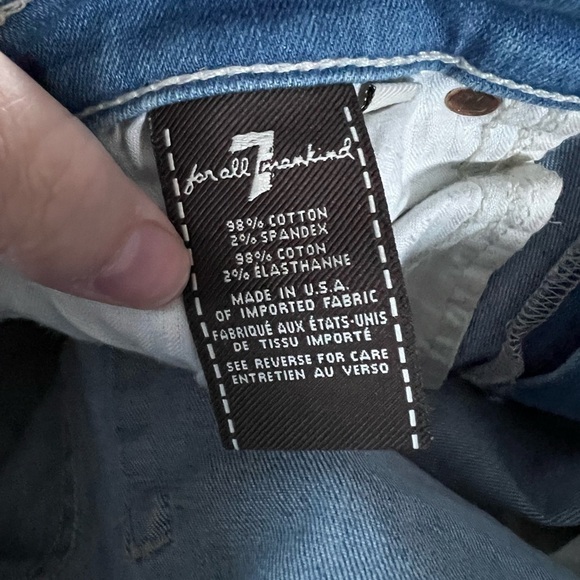 for all 7 mankind
98% COTTON
2% SPANDEX
98% COTON
2% ÉLASTHANNE
MADE IN U.S.A.
OF IMPORTED FABRIC
FABRIQUÉ AUX ÉTATS-UNIS
DE TISSU IMPORTÉ
SEE REVERSE FOR CARE
ENTRETIEN AU VERSO